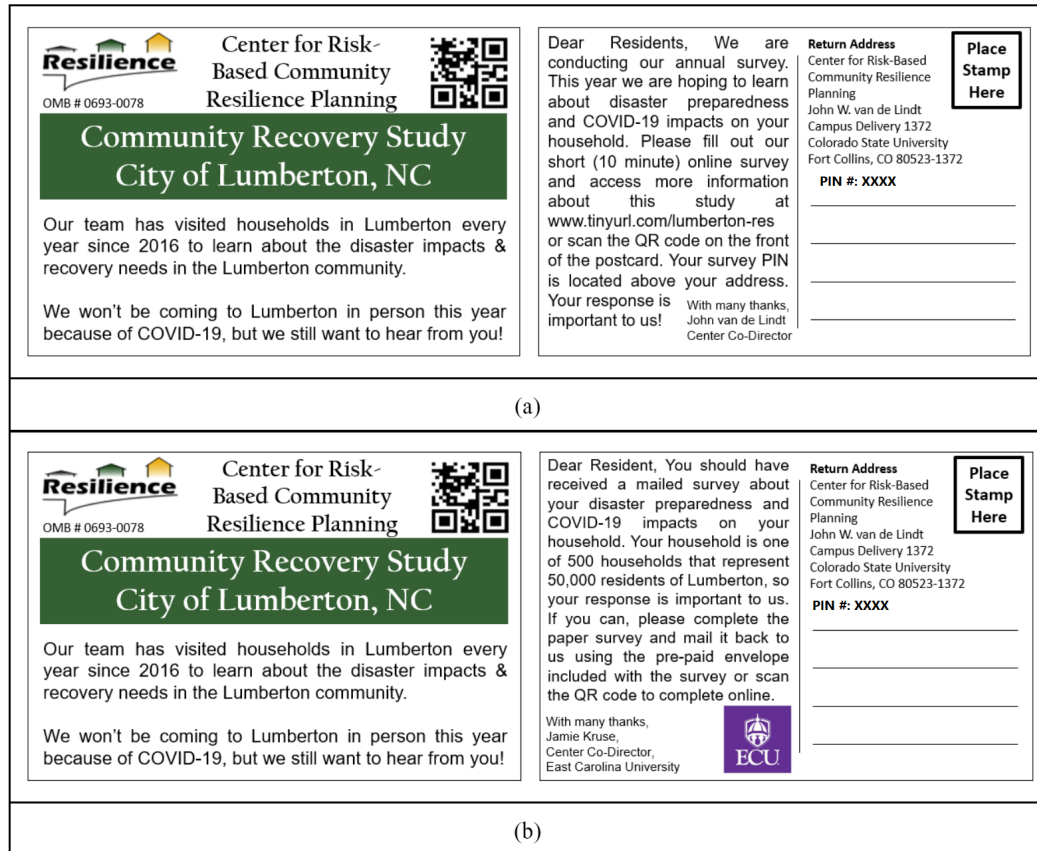 Resilience
OMB # 0693-0078
Center for Risk-
Based Community
Resilience Planning
Community Recovery Study
City of Lumberton, NC
Our team has visited households in Lumberton every
year since 2016 to learn about the disaster impacts &
recovery needs in the Lumberton community.
We won't be coming to Lumberton in person this year
because of COVID-19, but we still want to hear from you!
Dear Residents, We are
conducting our annual survey.
This year we are hoping to learn
about disaster preparedness
and COVID-19 impacts on your
household. Please fill out our
short (10 minute) online survey
and access more information
about this study at
www.tinyurl.com/lumberton-res
or scan the QR code on the front
of the postcard. Your survey PIN
is located above your address.
Your response is
important to us!
With many thanks,
John van de Lindt
Center Co-Director
Return Address
Center for Risk-Based
Community Resilience
Planning
John W. van de Lindt
Campus Delivery 1372
Colorado State University
Fort Collins, CO 80523-1372
PIN #: XXXX
Place
Stamp
Here
(a)
Resilience
OMB # 0693-0078
Center for Risk-
Based Community
Resilience Planning
Community Recovery Study
City of Lumberton, NC
Our team has visited households in Lumberton every
year since 2016 to learn about the disaster impacts &
recovery needs in the Lumberton community.
We won't be coming to Lumberton in person this year
because of COVID-19, but we still want to hear from you!
Dear Resident, You should have
received a mailed survey about
your disaster preparedness and
COVID-19 impacts on your
household. Your household is one
of 500 households that represent
50,000 residents of Lumberton, so
your response is important to us.
If you can, please complete the
paper survey and mail it back to
us using the pre-paid envelope
included with the survey or scan
the QR code to complete online.
With many thanks,
Jamie Kruse,
Center Co-Director,
East Carolina University
ECU
Return Address
Center for Risk-Based
Community Resilience
Planning
John W. van de Lindt
Campus Delivery 1372
Colorado State University
Fort Collins, CO 80523-1372
PIN #: XXXX
Place
Stamp
Here
(b)